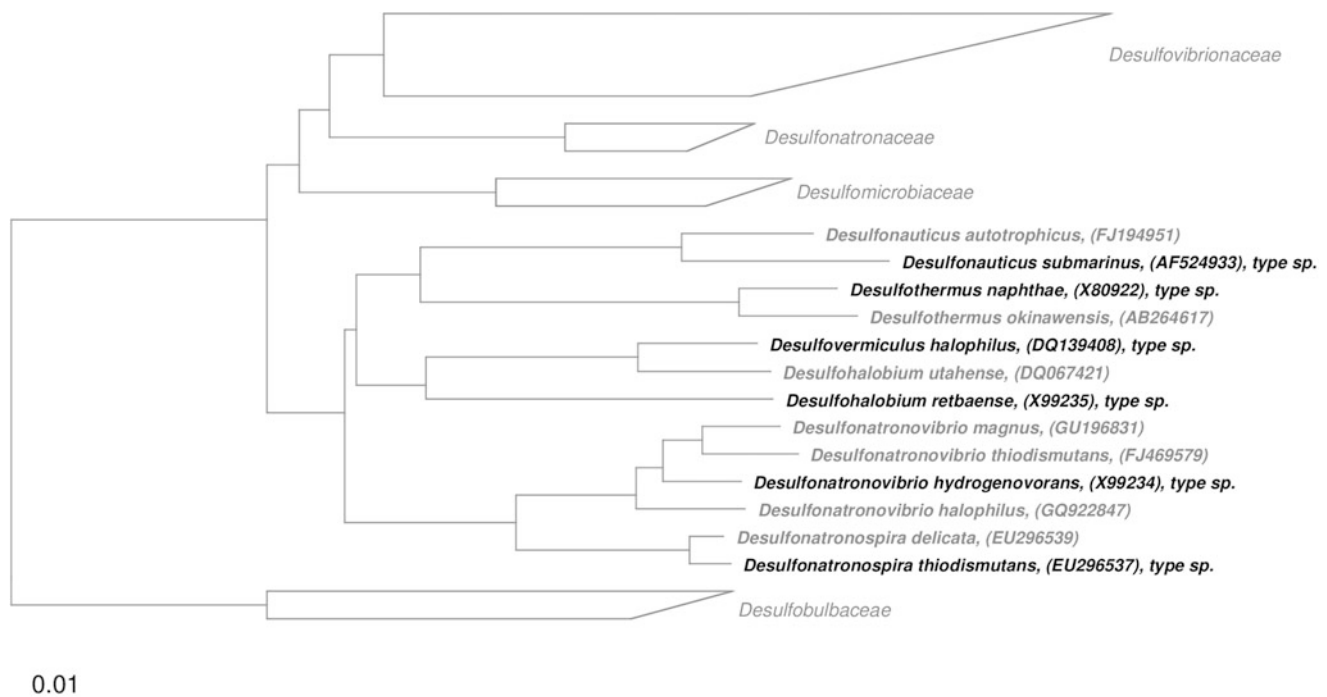 Desulfovibrionaceae
Desulfonatronaceae
Desulfomicrobiaceae
Desulfonauticus autotrophicus, (FJ194951)
Desulfonauticus submarinus, (AF524933), type sp.
Desulfothermus naphthae, (X80922), type sp.
Desulfothermus okinawensis, (AB264617)
Desulfovermiculus halophilus, (DQ139408), type sp.
Desulfohalobium utahense, (DQ067421)
Desulfohalobium retbaense, (X99235), type sp.
Desulfonatronovibrio magnus, (GU196831)
Desulfonatronovibrio thiodismutans, (FJ469579)
Desulfonatronovibrio hydrogenovorans, (X99234), type sp.
Desulfonatronovibrio halophilus, (GQ922847)
Desulfonatronospira delicata, (EU296539)
Desulfonatronospira thiodismutans, (EU296537), type sp.
Desulfobulbaceae
0.01